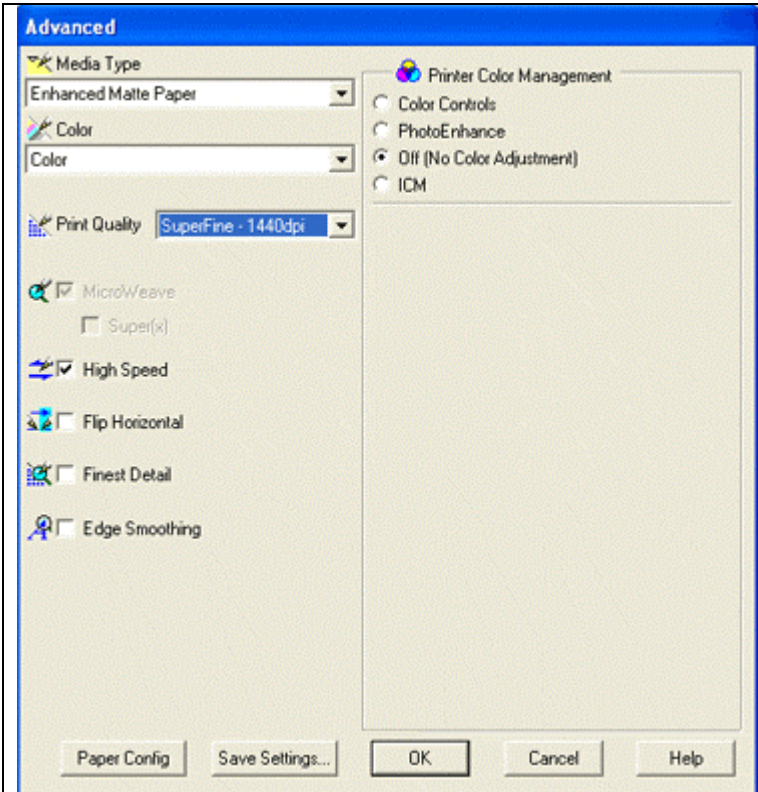 Advanced
Media Type
Enhanced Matte Paper
Color
Color
Print Quality SuperFine - 1440dpi
MicroWeave
Super(x)
High Speed
Flip Horizontal
Finest Detail
Edge Smoothing
Printer Color Management
Color Controls
PhotoEnhance
Off (No Color Adjustment)
ICM
Paper Config Save Settings... OK Cancel Help